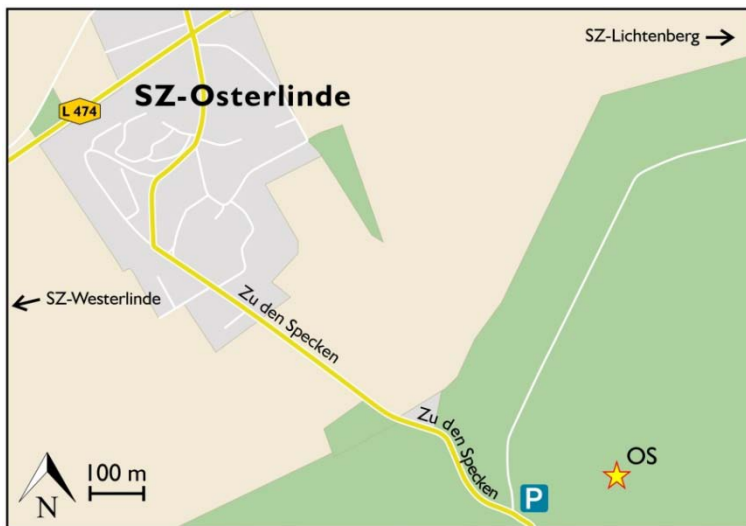 SZ-Lichtenberg
SZ-Osterlinde
L 474
SZ-Westerlinde
Zu den Specken
Zu den Specken
OS
100 m
N
P